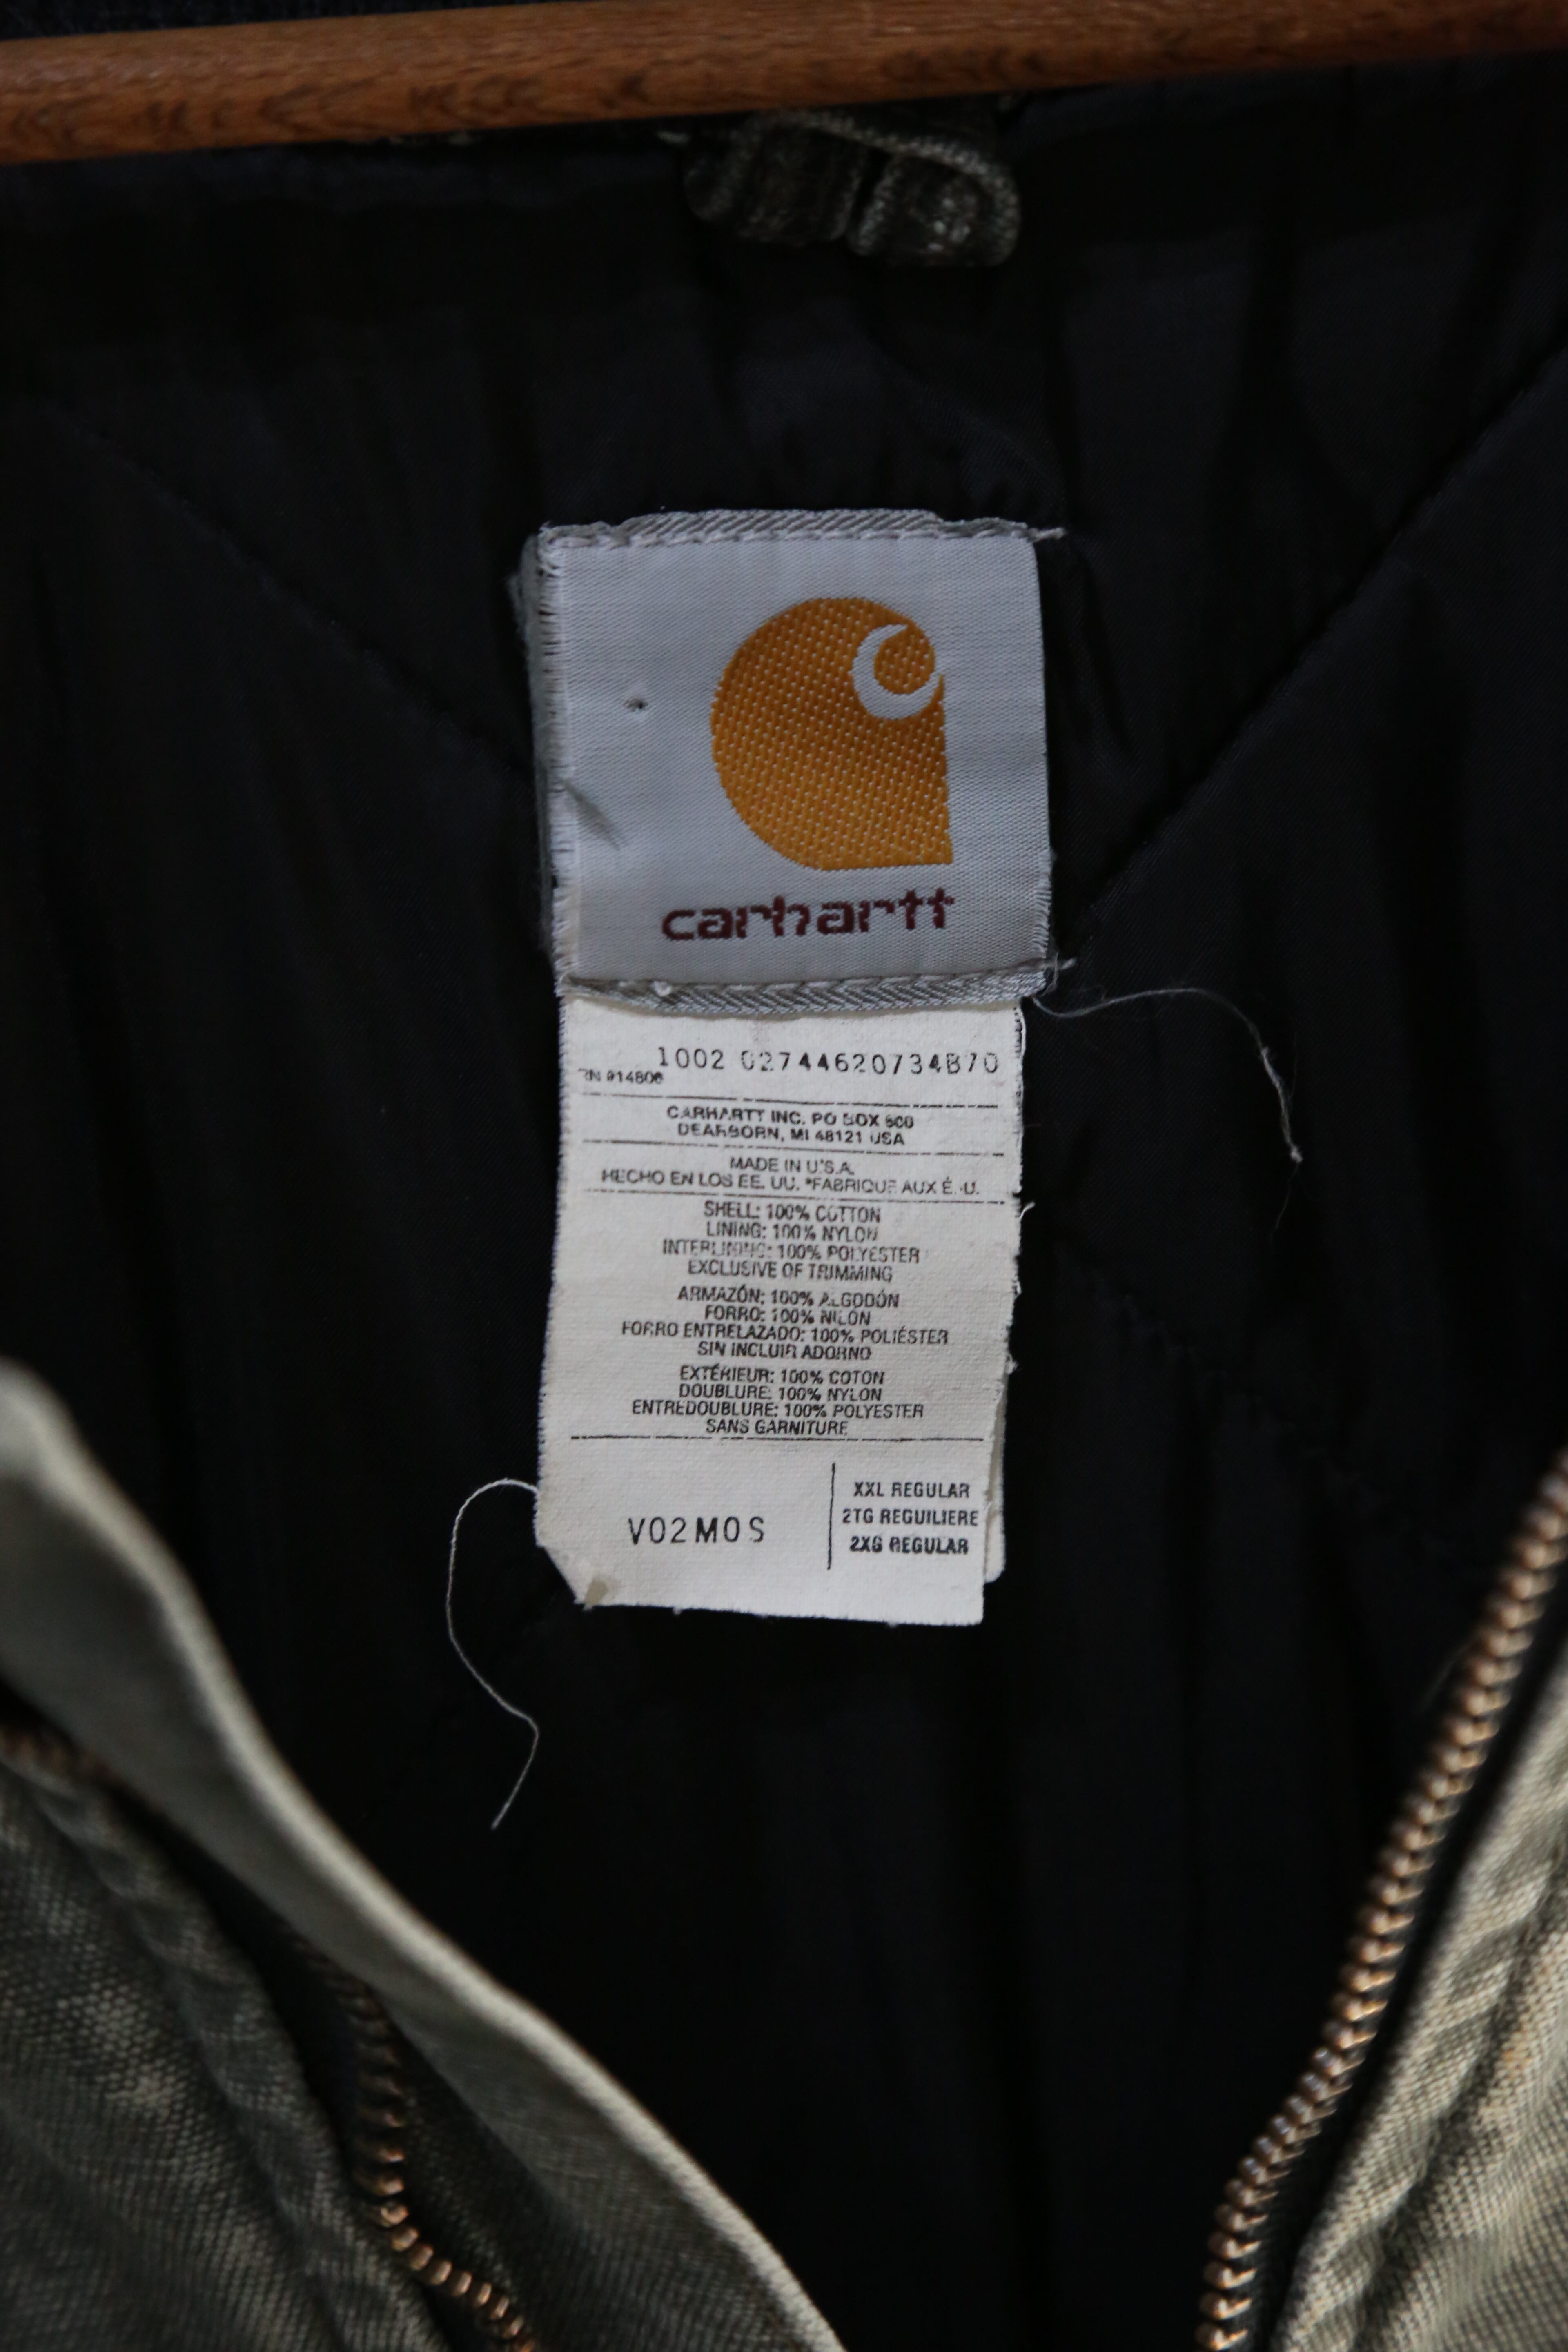 carhartt
1002 02744620734B70
RN #14806
CARHARTT INC. PO BOX 600
DEARBORN, MI 48121 USA
MADE IN U.S.A.
HECHO EN LOS EE. UU. *FABRIQUE AUX É.-U.
SHELL: 100% COTTON
LINING: 100% NYLON
INTERLINING: 100% POLYESTER
EXCLUSIVE OF TRIMMING
ARMAZÓN: 100% ALGODÓN
FORRO: 100% NILÓN
FORRO ENTRELAZADO: 100% POLIÉSTER
SIN INCLUIR ADORNO
EXTÉRIEUR: 100% COTON
DOUBLURE: 100% NYLON
ENTREDOUBLURE: 100% POLYESTER
SANS GARNITURE
V02MOS
XXL REGULAR
2TG REGUILIERE
2XG REGULAR